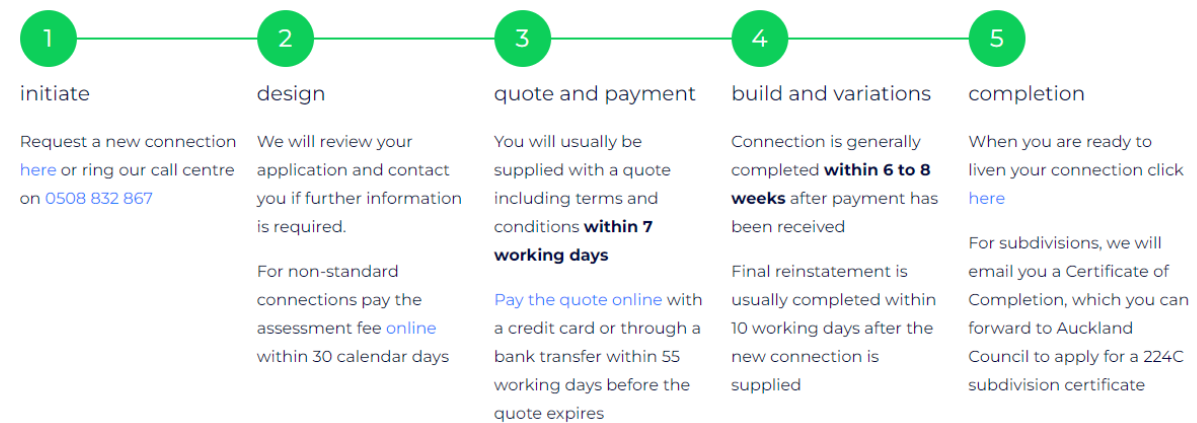 1
initiate
Request a new connection
here or ring our call centre
on 0508 832 867
2
design
We will review your
application and contact
you if further information
is required.
For non-standard
connections pay the
assessment fee online
within 30 calendar days
3
quote and payment
You will usually be
supplied with a quote
including terms and
conditions within 7
working days
Pay the quote online with
a credit card or through a
bank transfer within 55
working days before the
quote expires
4
build and variations
Connection is generally
completed within 6 to 8
weeks after payment has
been received
Final reinstatement is
usually completed within
10 working days after the
new connection is
supplied
5
completion
When you are ready to
liven your connection click
here
For subdivisions, we will
email you a Certificate of
Completion, which you can
forward to Auckland
Council to apply for a 224C
subdivision certificate